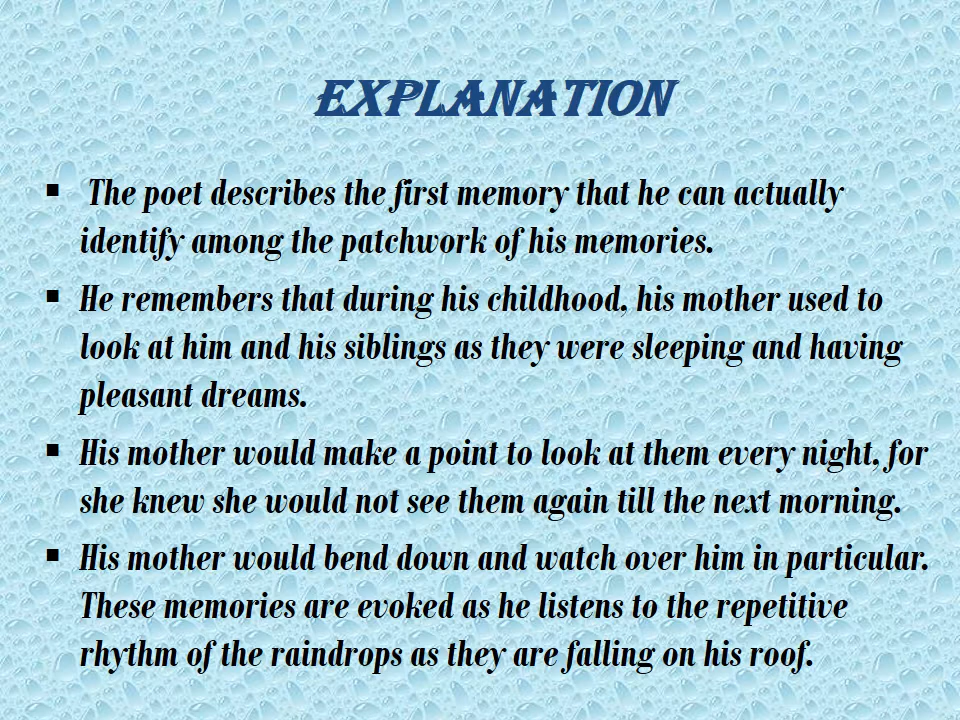 EXPLANATION
▪ The poet describes the first memory that he can actually
identify among the patchwork of his memories.
▪ He remembers that during his childhood, his mother used to
look at him and his siblings as they were sleeping and having
pleasant dreams.
▪ His mother would make a point to look at them every night, for
she knew she would not see them again till the next morning.
▪ His mother would bend down and watch over him in particular.
These memories are evoked as he listens to the repetitive
rhythm of the raindrops as they are falling on his roof.